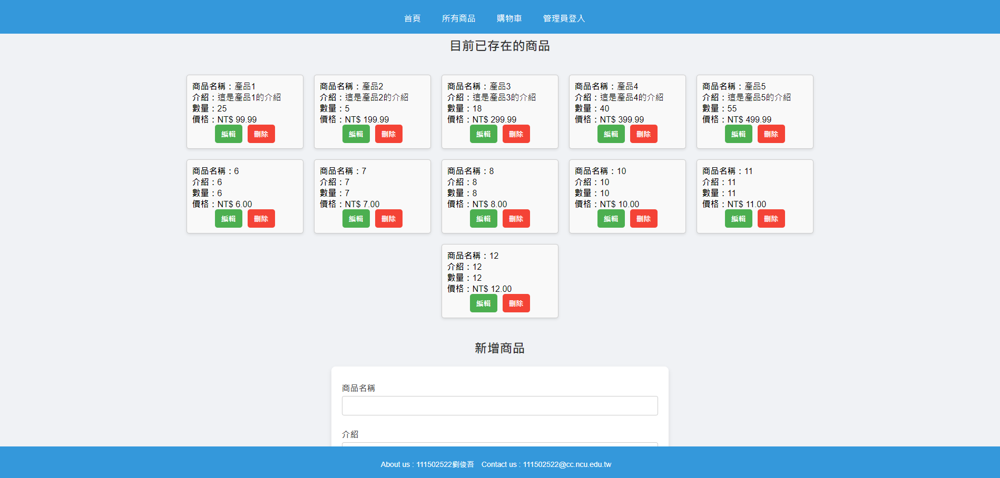 首頁 所有商品 購物車 管理員登入
目前已存在的商品
商品名稱：產品1
介紹：這是產品1的介紹
數量：25
價格：NT$ 99.99
編輯 刪除
商品名稱：產品2
介紹：這是產品2的介紹
數量：5
價格：NT$ 199.99
編輯 刪除
商品名稱：產品3
介紹：這是產品3的介紹
數量：18
價格：NT$ 299.99
編輯 刪除
商品名稱：產品4
介紹：這是產品4的介紹
數量：40
價格：NT$ 399.99
編輯 刪除
商品名稱：產品5
介紹：這是產品5的介紹
數量：55
價格：NT$ 499.99
編輯 刪除
商品名稱：6
介紹：6
數量：6
價格：NT$ 6.00
編輯 刪除
商品名稱：7
介紹：7
數量：7
價格：NT$ 7.00
編輯 刪除
商品名稱：8
介紹：8
數量：8
價格：NT$ 8.00
編輯 刪除
商品名稱：10
介紹：10
數量：10
價格：NT$ 10.00
編輯 刪除
商品名稱：11
介紹：11
數量：11
價格：NT$ 11.00
編輯 刪除
商品名稱：12
介紹：12
數量：12
價格：NT$ 12.00
編輯 刪除
新增商品
商品名稱
介紹
About us : 111502522劉俊吾 Contact us : 111502522@cc.ncu.edu.tw